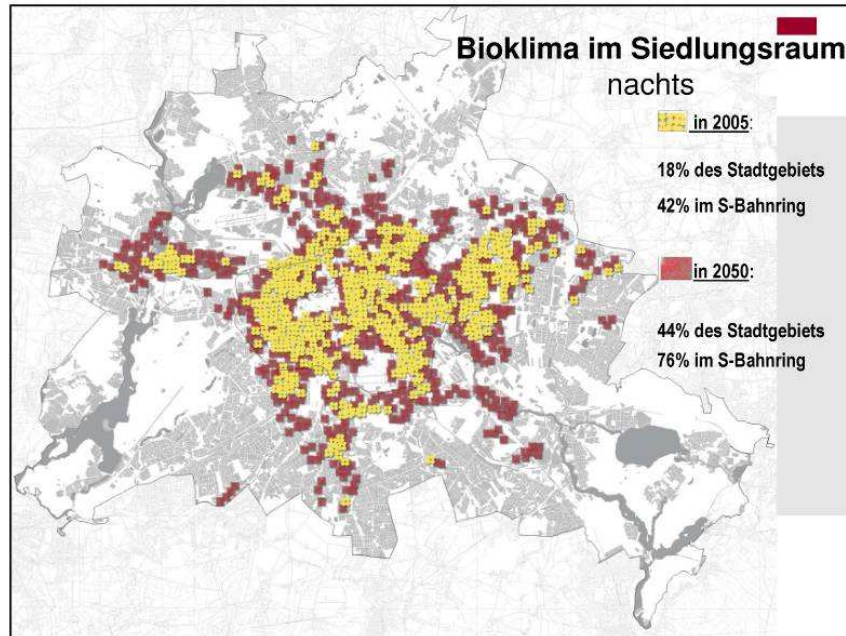 Bioklima im Siedlungsraum
nachts
in 2005:
18% des Stadtgebiets
42% im S-Bahnring
in 2050:
44% des Stadtgebiets
76% im S-Bahnring